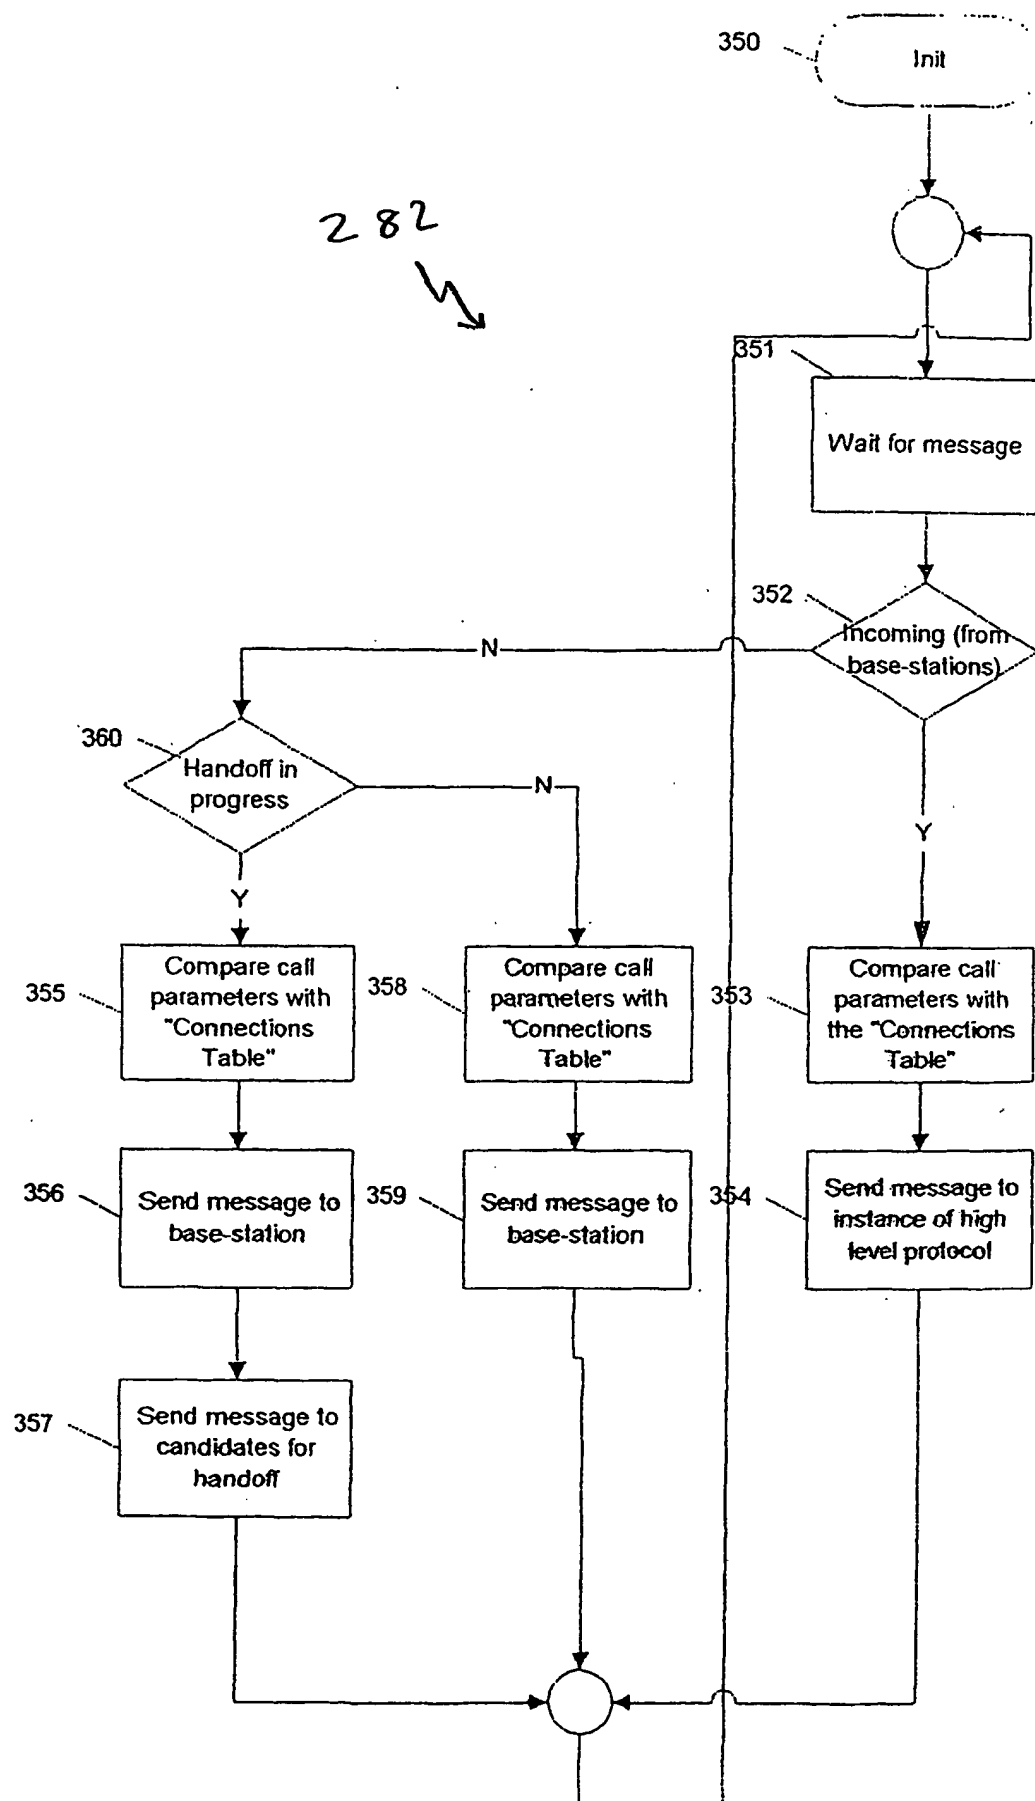 350
Init
282
351
Wait for message
352
Incoming (from
base-stations)
N
360
Handoff in
progress
N
Y
Y
355
Compare call
parameters with
"Connections
Table"
358
Compare call
parameters with
"Connections
Table"
353
Compare call
parameters with
the "Connections
Table"
356
Send message to
base-station
359
Send message to
base-station
354
Send message to
instance of high
level protocol
357
Send message to
candidates for
handoff